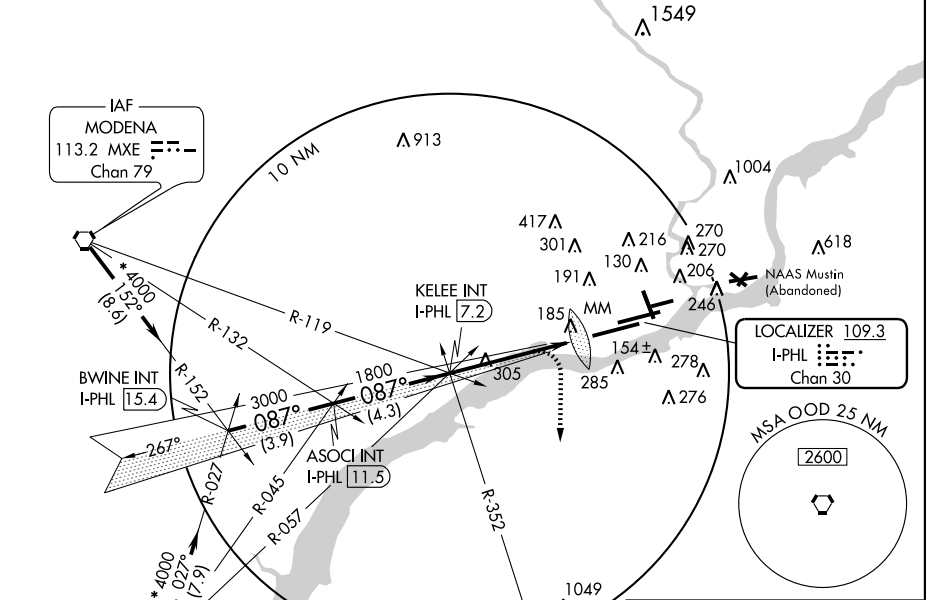 1549
IAF
MODENA
113.2 MXE
Chan 79
10 NM
913
1004
417
301
216
270
270
618
130
191
206
NAAS Mustin
(Abandoned)
246
* 4000
152°
(8.6)
KELEE INT
I-PHL 7.2
R-119
R-132
185
MM
LOCALIZER 109.3
I-PHL
Chan 30
154±
278
285
276
305
BWINE INT
I-PHL 15.4
R-152
3000
1800
087°
(3.9)
087°
(4.3)
267°
ASOCI INT
I-PHL 11.5
MSA OOD 25 NM
2600
R-027
R-045
R-057
R-352
* 4000
027°
(7.9)
1049